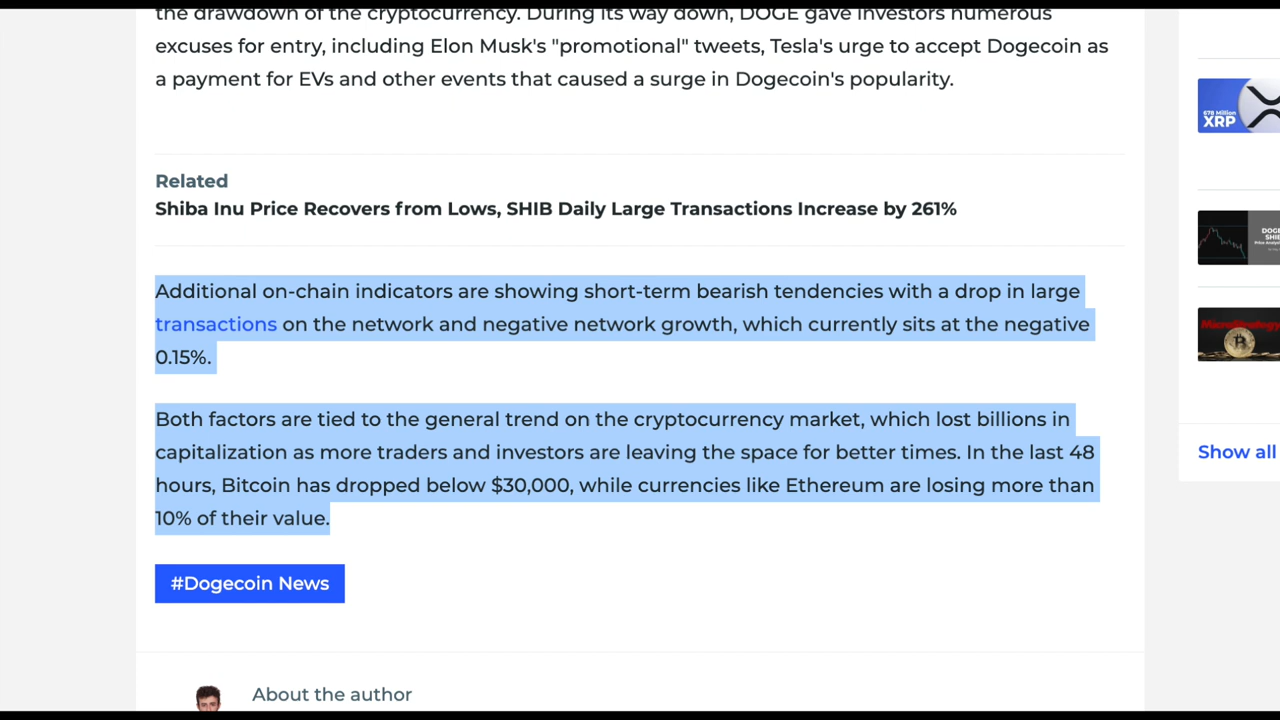 the drawdown of the cryptocurrency. During its way down, DOGE gave investors numerous
excuses for entry, including Elon Musk's "promotional" tweets, Tesla's urge to accept Dogecoin as
a payment for EVs and other events that caused a surge in Dogecoin's popularity.
Related
Shiba Inu Price Recovers from Lows, SHIB Daily Large Transactions Increase by 261%
Additional on-chain indicators are showing short-term bearish tendencies with a drop in large
transactions on the network and negative network growth, which currently sits at the negative
0.15%.
Both factors are tied to the general trend on the cryptocurrency market, which lost billions in
capitalization as more traders and investors are leaving the space for better times. In the last 48
hours, Bitcoin has dropped below $30,000, while currencies like Ethereum are losing more than
10% of their value.
#Dogecoin News
About the author
678 Million
XRP
MicroStrategy
Show all